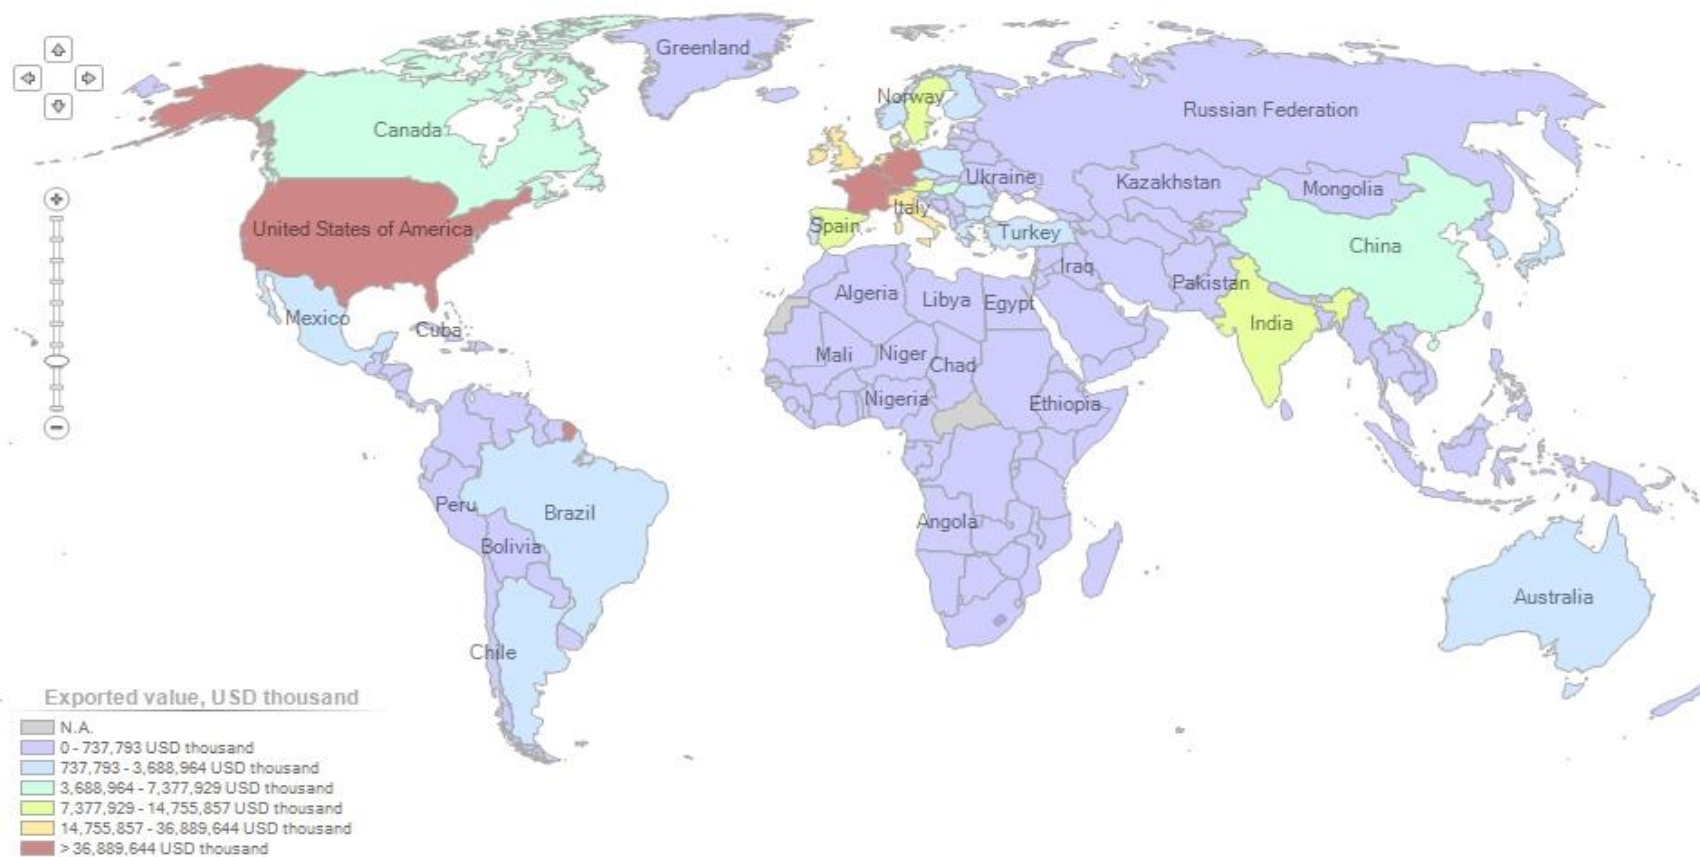 Greenland
Norway
Russian Federation
Canada
Ukraine
Kazakhstan
Mongolia
Italy
United States of America
Spain
Turkey
China
Iraq
Pakistan
Algeria
Libya
Egypt
Mexico
Cuba
India
Mali
Niger
Chad
Nigeria
Ethiopia
Peru
Brazil
Angola
Bolivia
Australia
Chile
Exported value, USD thousand
N.A.
0 - 737,793 USD thousand
737,793 - 3,688,964 USD thousand
3,688,964 - 7,377,929 USD thousand
7,377,929 - 14,755,857 USD thousand
14,755,857 - 36,889,644 USD thousand
> 36,889,644 USD thousand